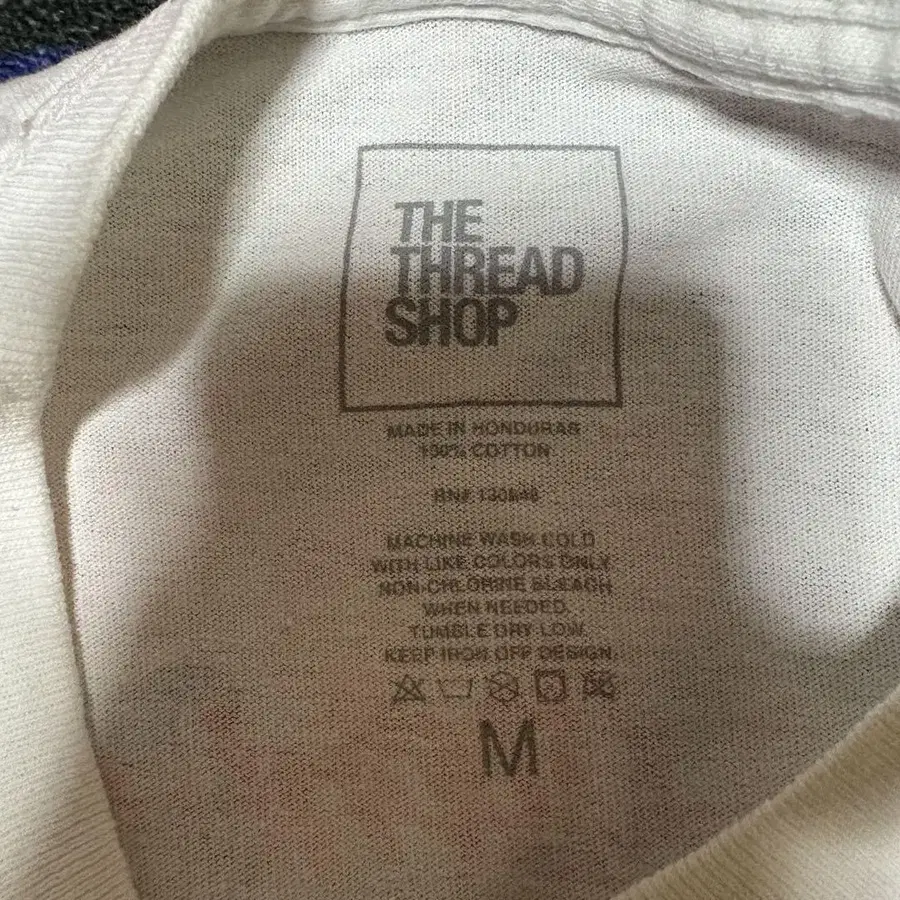 THE
THREAD
SHOP
MADE IN HONDURAS
100% COTTON
RN#
MACHINE WASH COLD
WITH LIKE COLORS ONLY.
NON-CHLORINE BLEACH
WHEN NEEDED.
TUMBLE DRY LOW.
KEEP IRON OFF DESIGN.
M